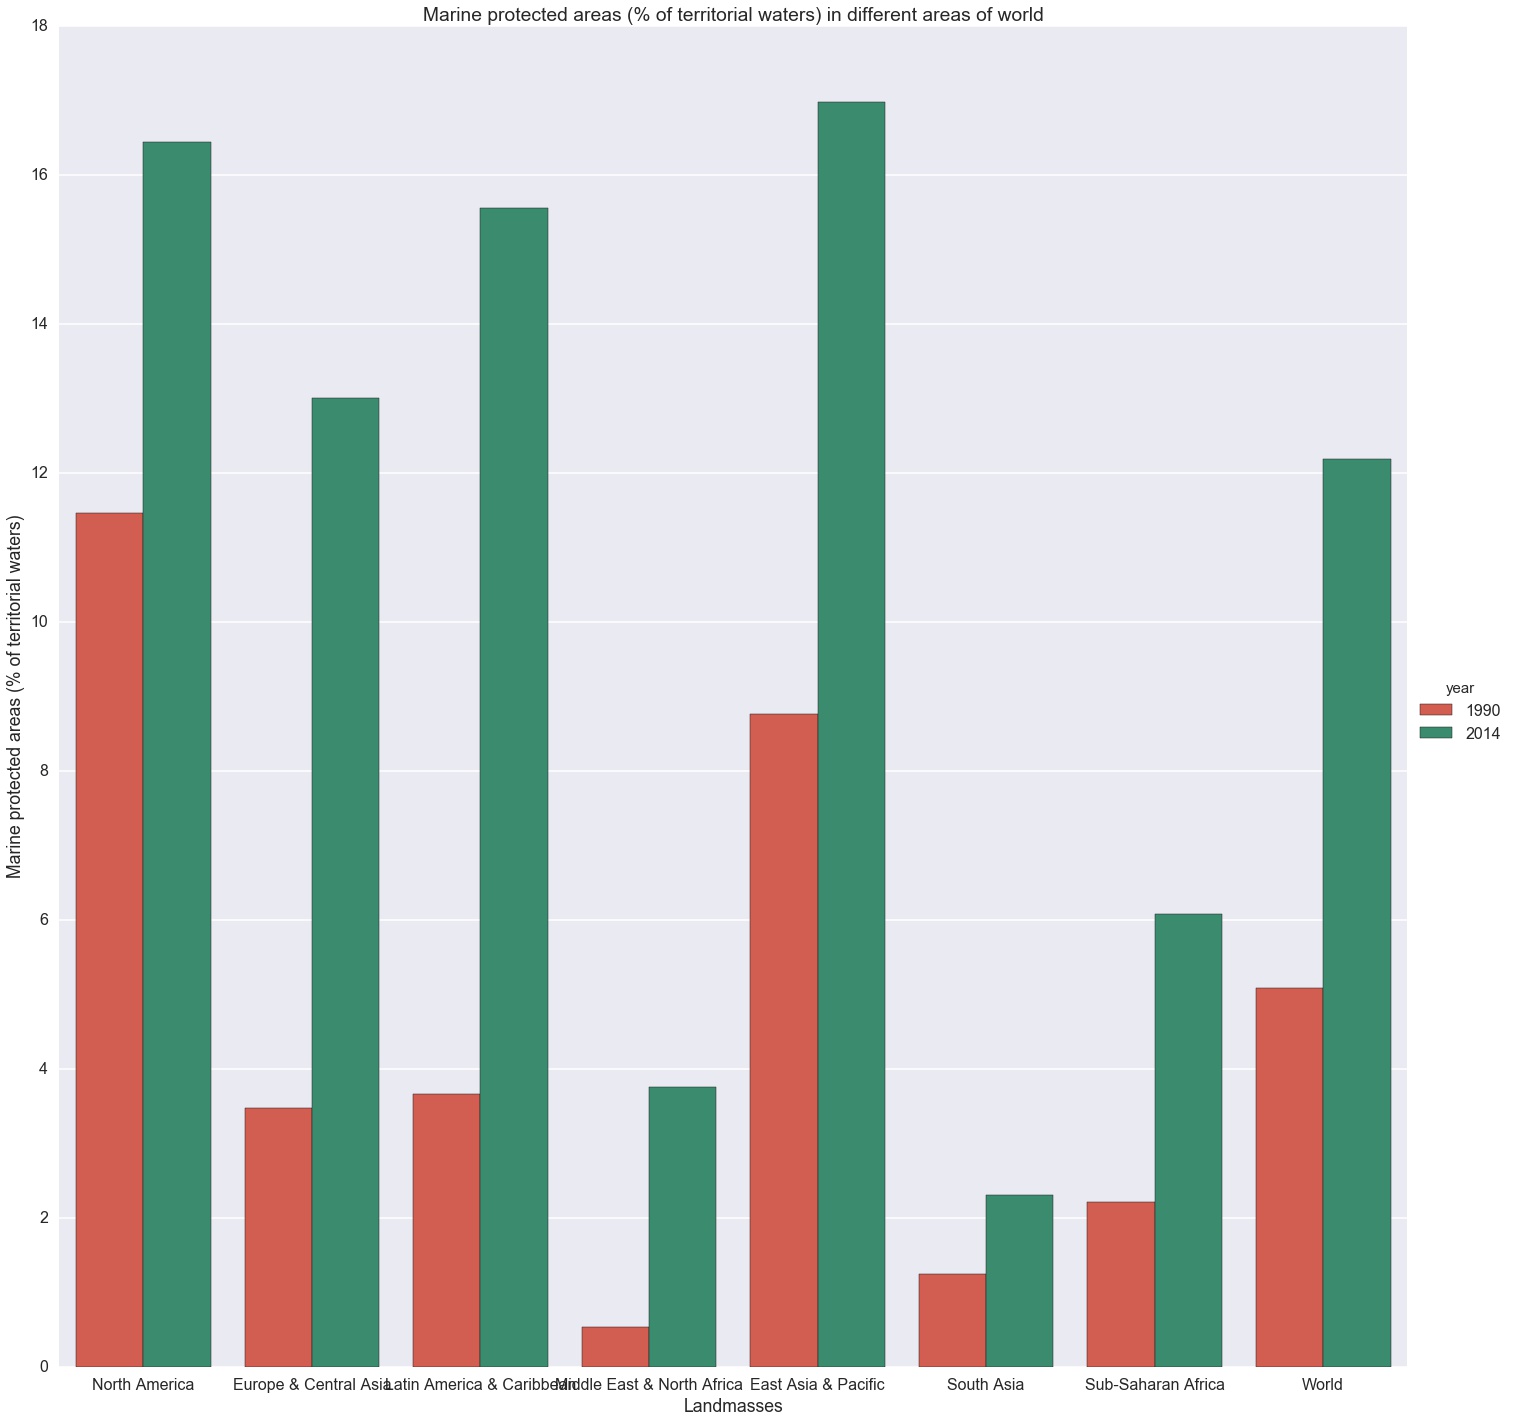 Marine protected areas (% of territorial waters) in different areas of world
18
16
14
12
10
8
6
4
2
0
Marine protected areas (% of territorial waters)
North America
Europe & Central Asia
Latin America & Caribbean
Middle East & North Africa
East Asia & Pacific
South Asia
Sub-Saharan Africa
World
Landmasses
year
1990
2014